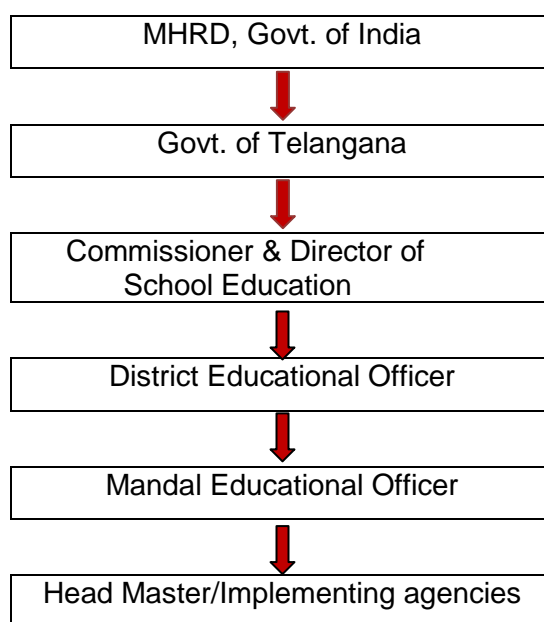 MHRD, Govt. of India
Govt. of Telangana
Commissioner & Director of
School Education
District Educational Officer
Mandal Educational Officer
Head Master/Implementing agencies